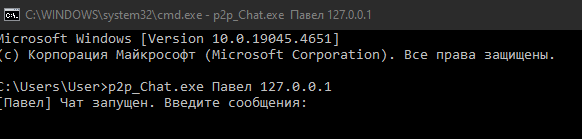 C:\WINDOWS\system32\cmd.exe - p2p_Chat.exe Павел 127.0.0.1
Microsoft Windows [Version 10.0.19045.4651]
(c) Корпорация Майкрософт (Microsoft Corporation). Все права защищены.
C:\Users\User>p2p_Chat.exe Павел 127.0.0.1
[Павел] Чат запущен. Введите сообщения: